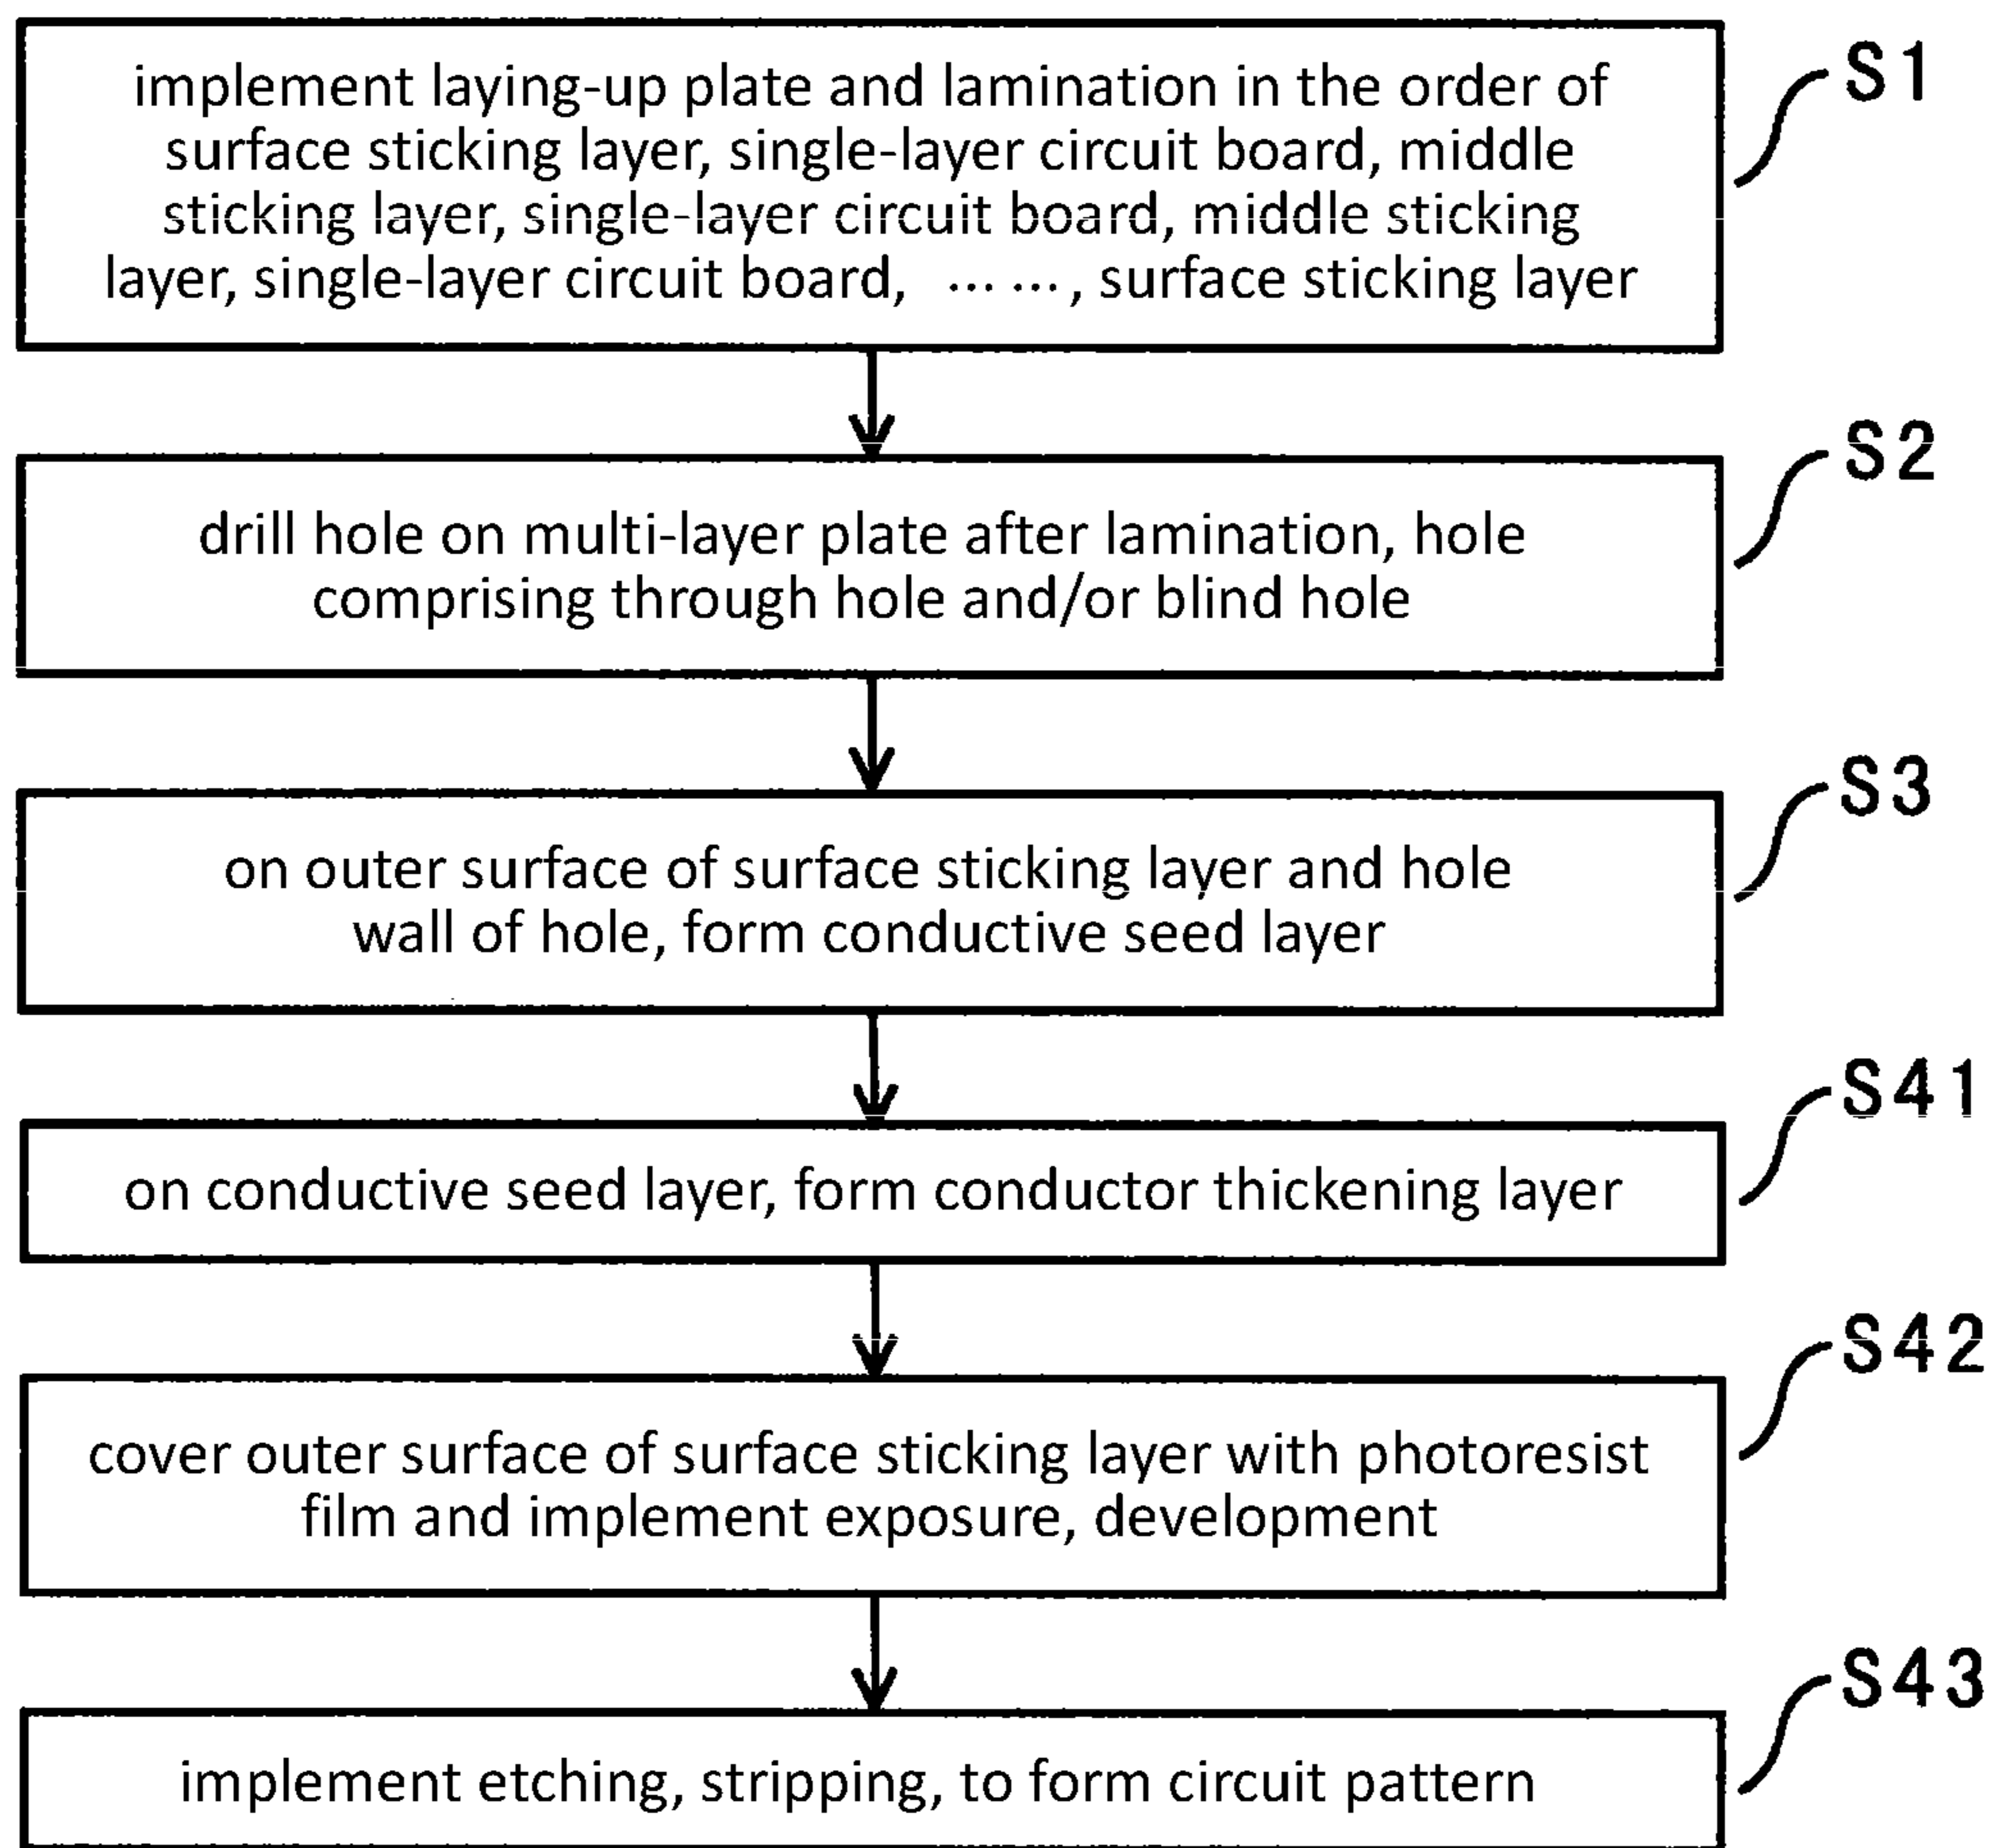 implement laying-up plate and lamination in the order of
surface sticking layer, single-layer circuit board, middle
sticking layer, single-layer circuit board, middle sticking
layer, single-layer circuit board, ... ..., surface sticking layer
S1
drill hole on multi-layer plate after lamination, hole
comprising through hole and/or blind hole
S2
on outer surface of surface sticking layer and hole
wall of hole, form conductive seed layer
S3
on conductive seed layer, form conductor thickening layer
S41
cover outer surface of surface sticking layer with photoresist
film and implement exposure, development
S42
implement etching, stripping, to form circuit pattern
S43